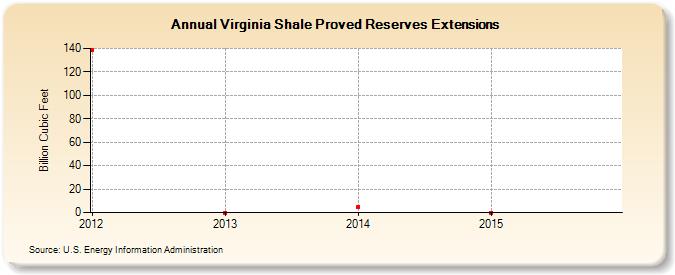 Annual Virginia Shale Proved Reserves Extensions
Billion Cubic Feet
140
120
100
80
60
40
20
0
2012 2013 2014 2015
Source: U.S. Energy Information Administration